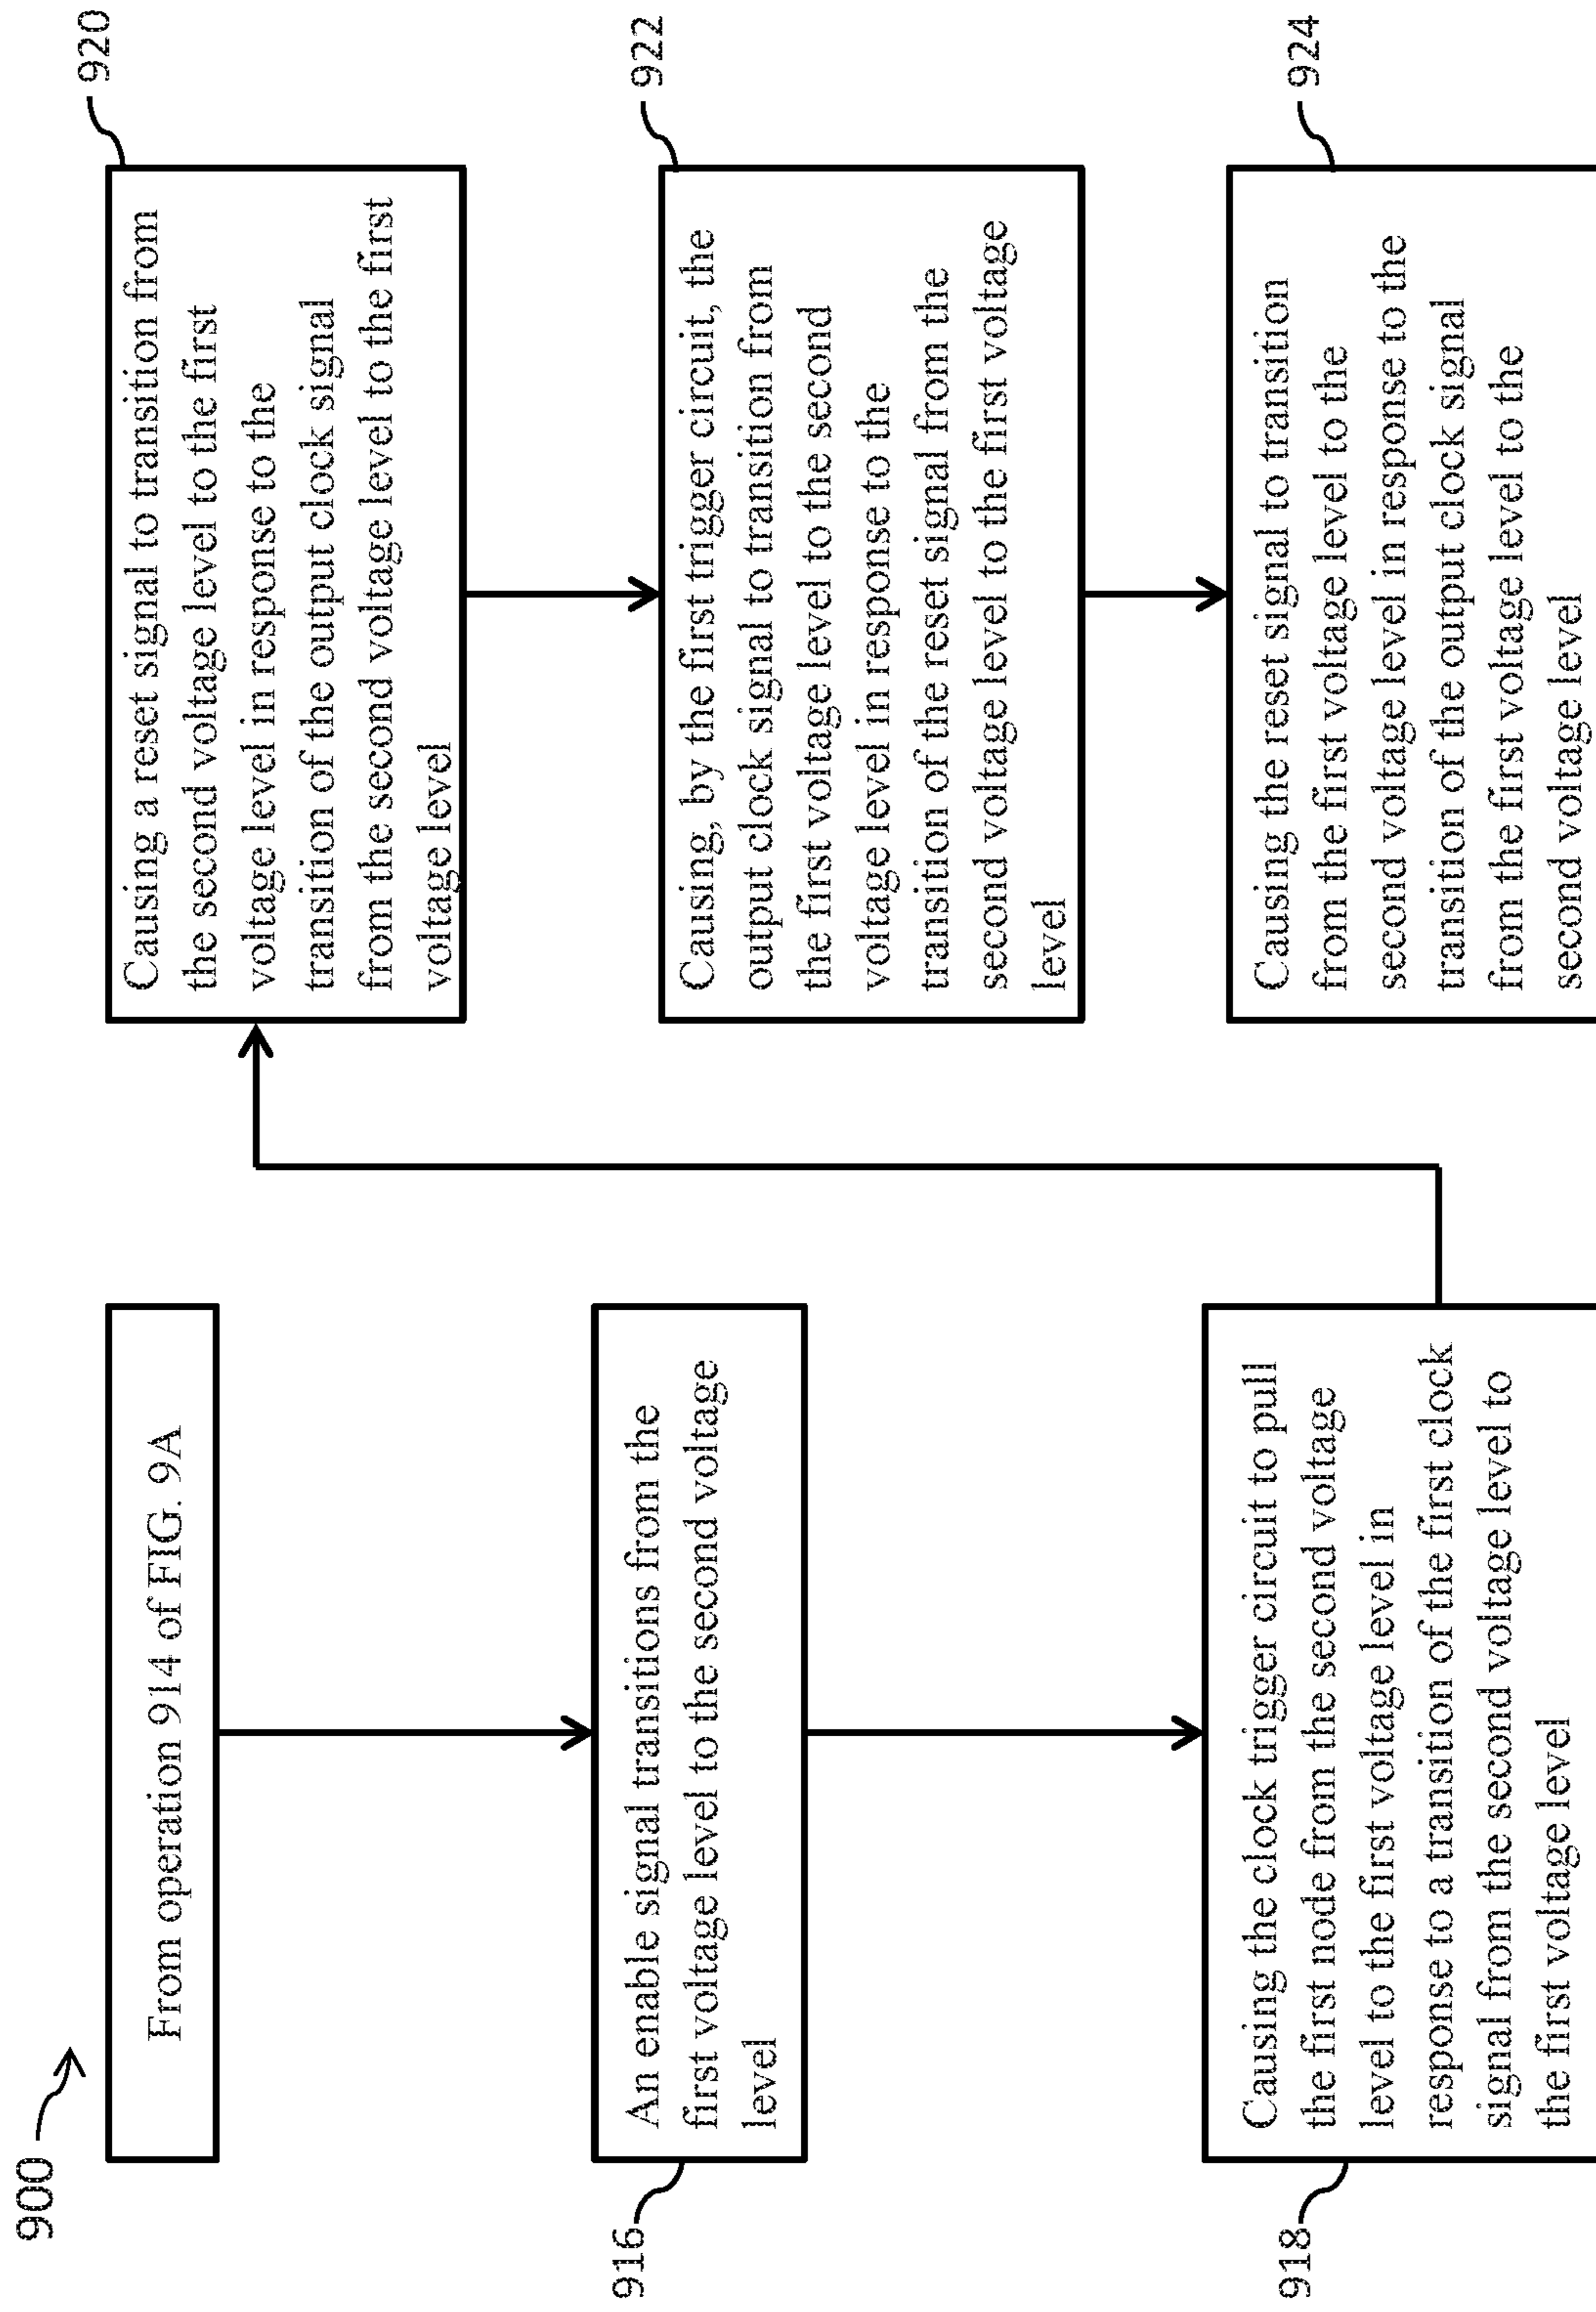 900
From operation 914 of FIG. 9A
916
An enable signal transitions from the
first voltage level to the second voltage
level
918
Causing the clock trigger circuit to pull
the first node from the second voltage
level to the first voltage level in
response to a transition of the first clock
signal from the second voltage level to
the first voltage level
920
Causing a reset signal to transition from
the second voltage level to the first
voltage level in response to the
transition of the output clock signal
from the second voltage level to the first
voltage level
922
Causing, by the first trigger circuit, the
output clock signal to transition from
the first voltage level to the second
voltage level in response to the
transition of the reset signal from the
second voltage level to the first voltage
level
924
Causing the reset signal to transition
from the first voltage level to the
second voltage level in response to the
transition of the output clock signal
from the first voltage level to the
second voltage level